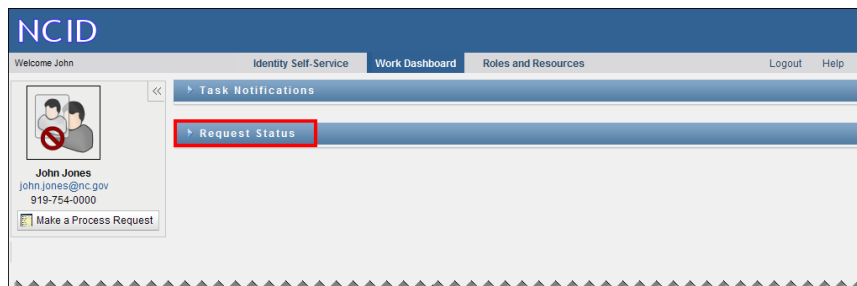 NCID
Welcome John
Identity Self-Service Work Dashboard Roles and Resources Logout Help
Task Notifications
Request Status
John Jones
john.jones@nc.gov
919-754-0000
Make a Process Request